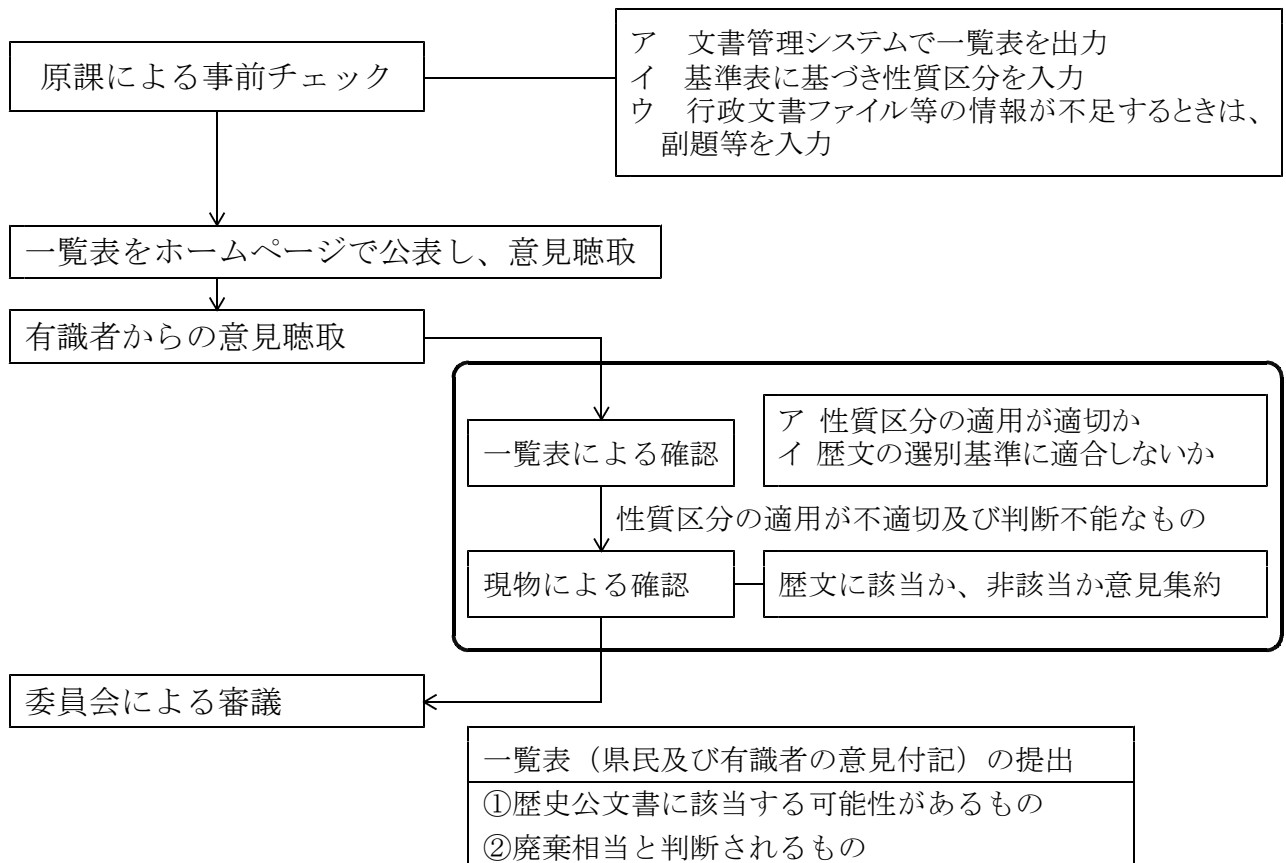 原課による事前チェック
ア　文書管理システムで一覧表を出力
イ　基準表に基づき性質区分を入力
ウ　行政文書ファイル等の情報が不足するときは、
副題等を入力
一覧表をホームページで公表し、意見聴取
有識者からの意見聴取
一覧表による確認
ア 性質区分の適用が適切か
イ 歴文の選別基準に適合しないか
性質区分の適用が不適切及び判断不能なもの
現物による確認
歴文に該当か、非該当か意見集約
委員会による審議
一覧表（県民及び有識者の意見付記）の提出
①歴史公文書に該当する可能性があるもの
②廃棄相当と判断されるもの